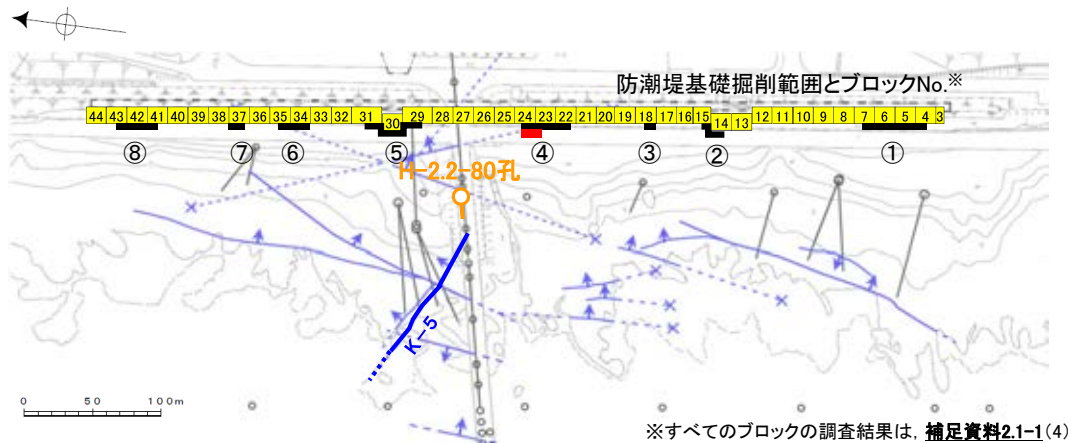 防潮堤基礎掘削範囲とブロックNo.※
44 43 42 41 40 39 38 37 36 35 34 33 32 31 30 29 28 27 26 25 24 23 22 21 20 19 18 17 16 15 14 13 12 11 10 9 8 7 6 5 4 3
⑧ ⑦ ⑥ ⑤ ④ ③ ② ①
H-2.2-80孔
K-5
0 50 100m
※すべてのブロックの調査結果は, 補足資料2.1-1(4)